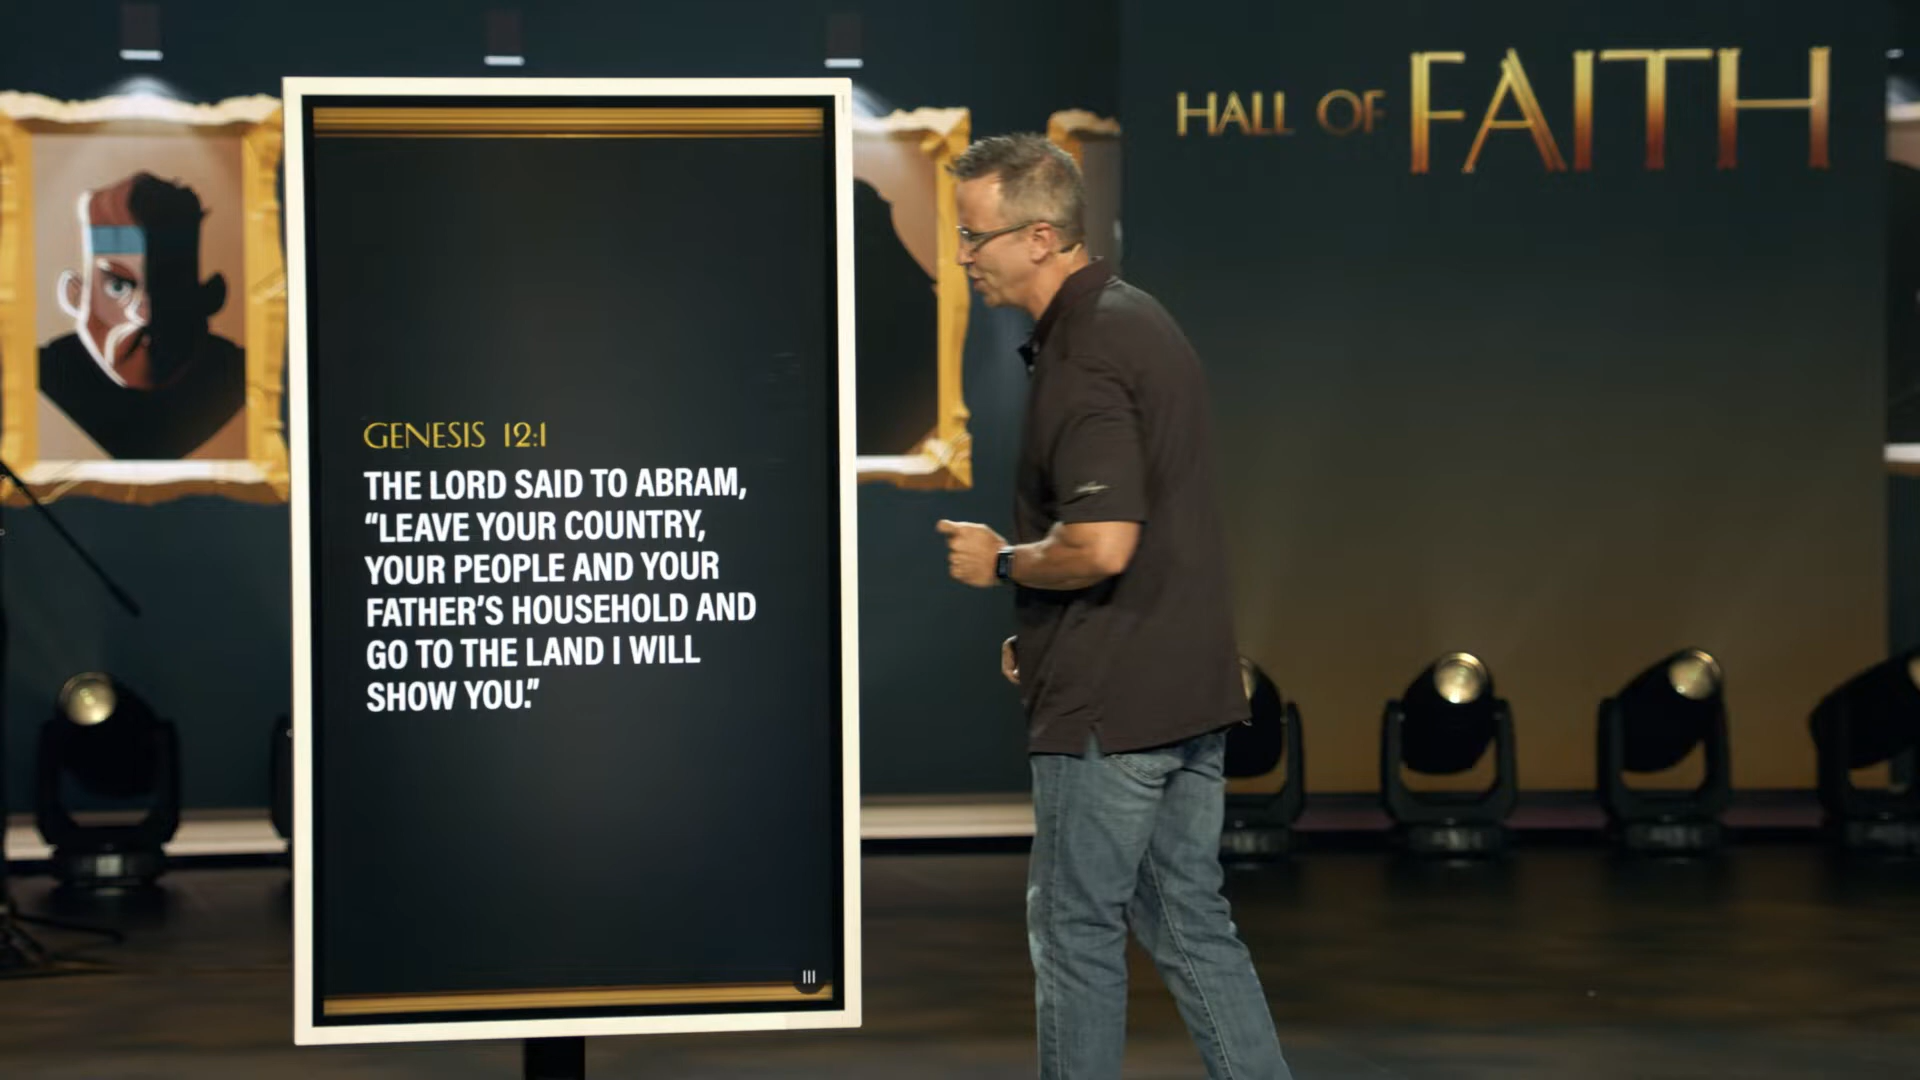 HALL OF FAITH
GENESIS 12:1
THE LORD SAID TO ABRAM,
“LEAVE YOUR COUNTRY,
YOUR PEOPLE AND YOUR
FATHER’S HOUSEHOLD AND
GO TO THE LAND I WILL
SHOW YOU.”